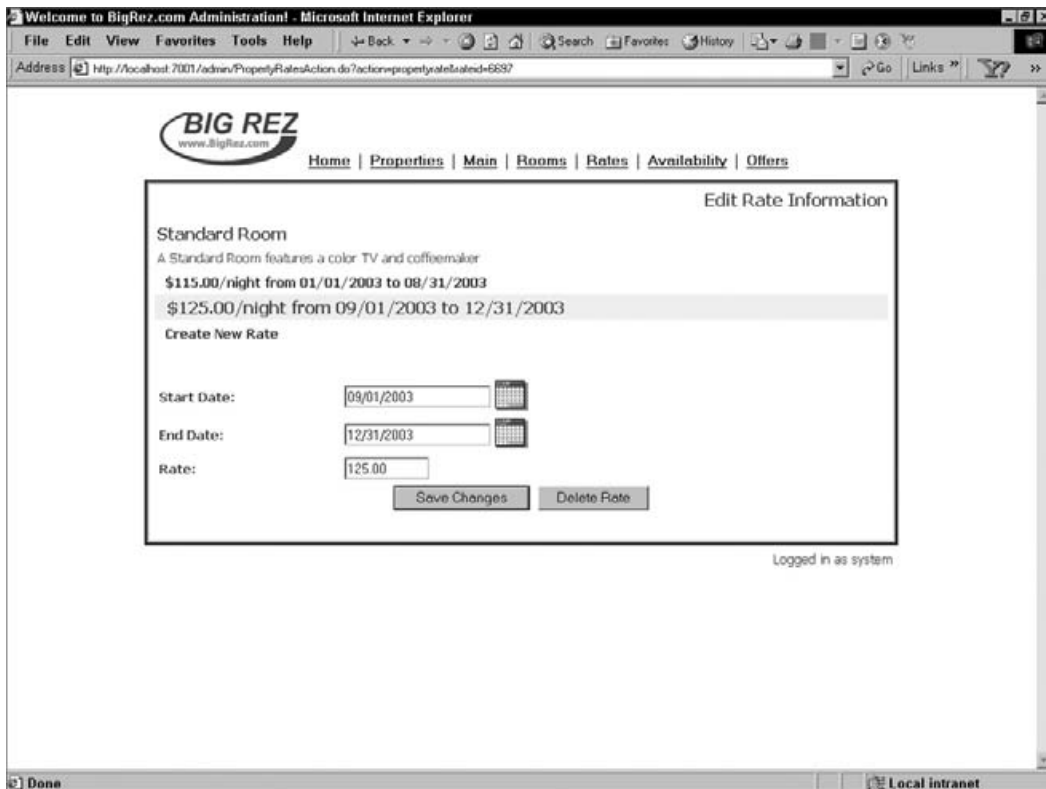 Welcome to BigRez.com Administration! - Microsoft Internet Explorer
File Edit View Favorites Tools Help Back Search Favorites History
Address http://localhost:7001/admin/PropertyRatesAction.do?action=propertyrate&rateid=6697 Go Links »
BIG REZ
www.BigRez.com
Home | Properties | Main | Rooms | Rates | Availability | Offers
Edit Rate Information
Standard Room
A Standard Room features a color TV and coffeemaker
$115.00/night from 01/01/2003 to 08/31/2003
$125.00/night from 09/01/2003 to 12/31/2003
Create New Rate
Start Date: 09/01/2003
End Date: 12/31/2003
Rate: 125.00
Save Changes Delete Rate
Logged in as system
Done Local intranet